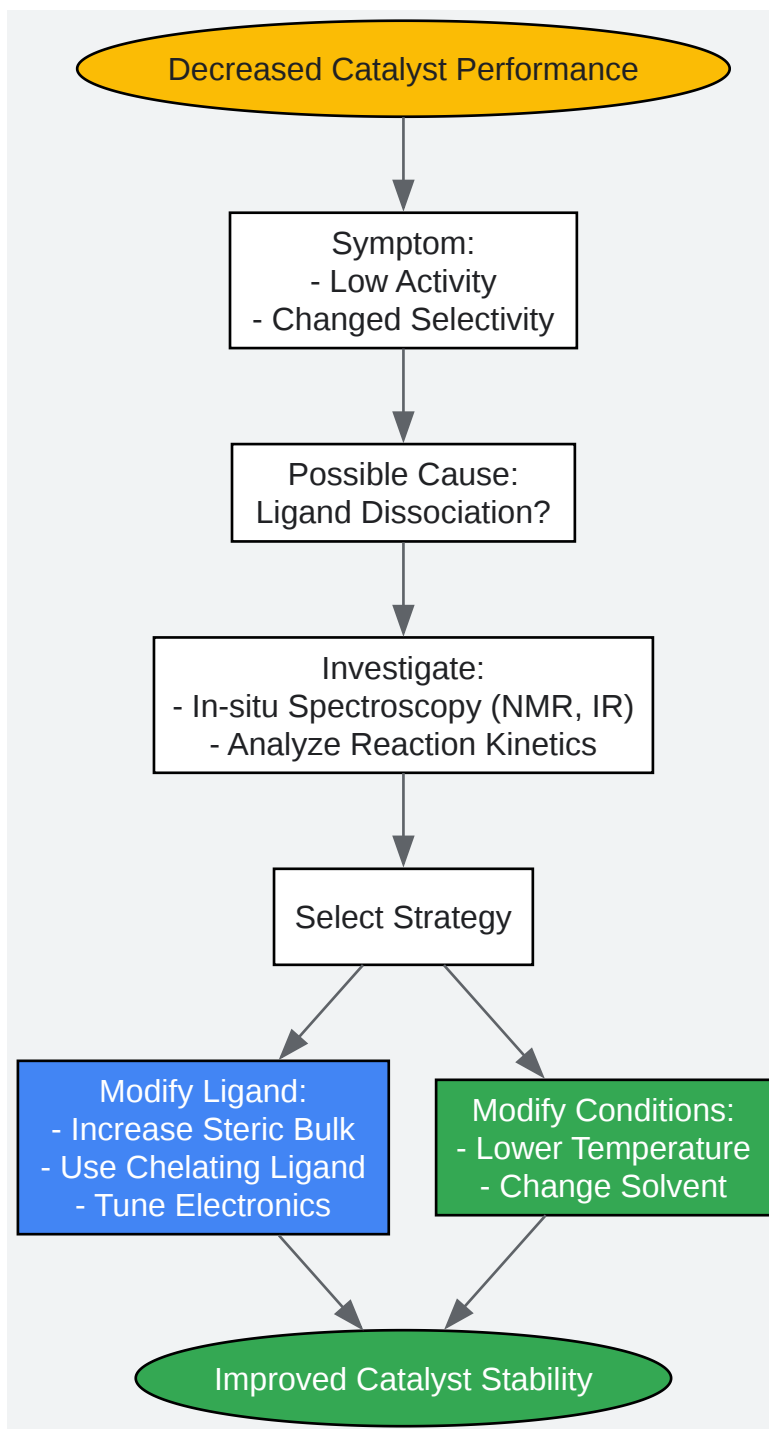 Decreased Catalyst Performance
Symptom:
- Low Activity
- Changed Selectivity
Possible Cause:
Ligand Dissociation?
Investigate:
- In-situ Spectroscopy (NMR, IR)
- Analyze Reaction Kinetics
Select Strategy
Modify Ligand:
- Increase Steric Bulk
- Use Chelating Ligand
- Tune Electronics
Modify Conditions:
- Lower Temperature
- Change Solvent
Improved Catalyst Stability